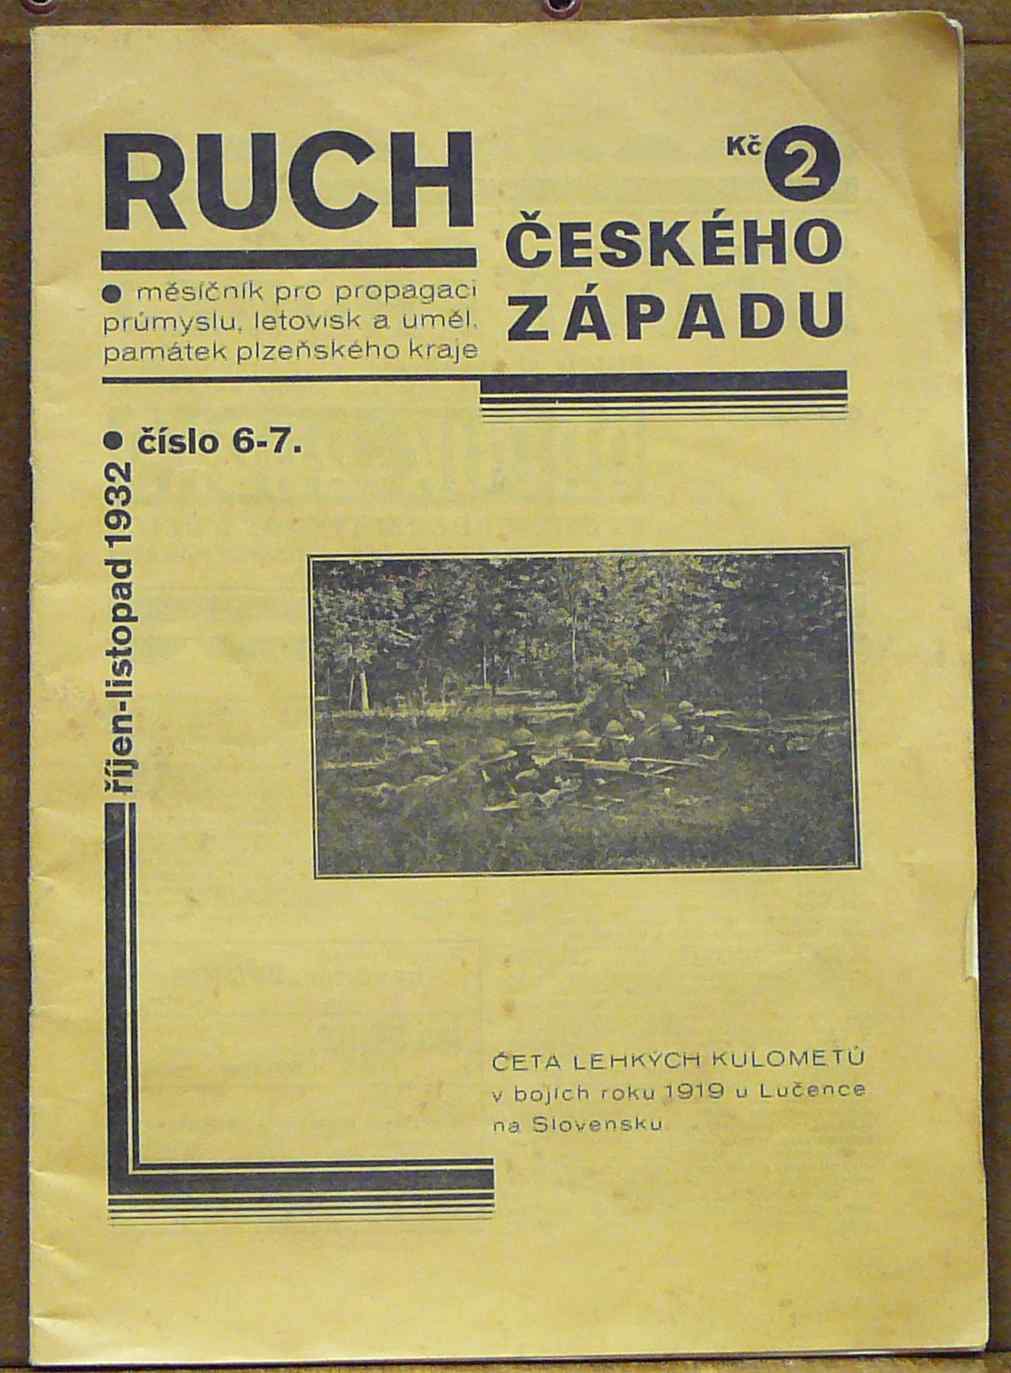 RUCH
Kč 2
ČESKÉHO
ZÁPADU
● měsíčník pro propagaci
průmyslu, letovisk a uměl.
památek plzeňského kraje
● číslo 6-7.
říjen-listopad 1932
ČETA LEHKÝCH KULOMETŮ
v bojích roku 1919 u Lučence
na Slovensku